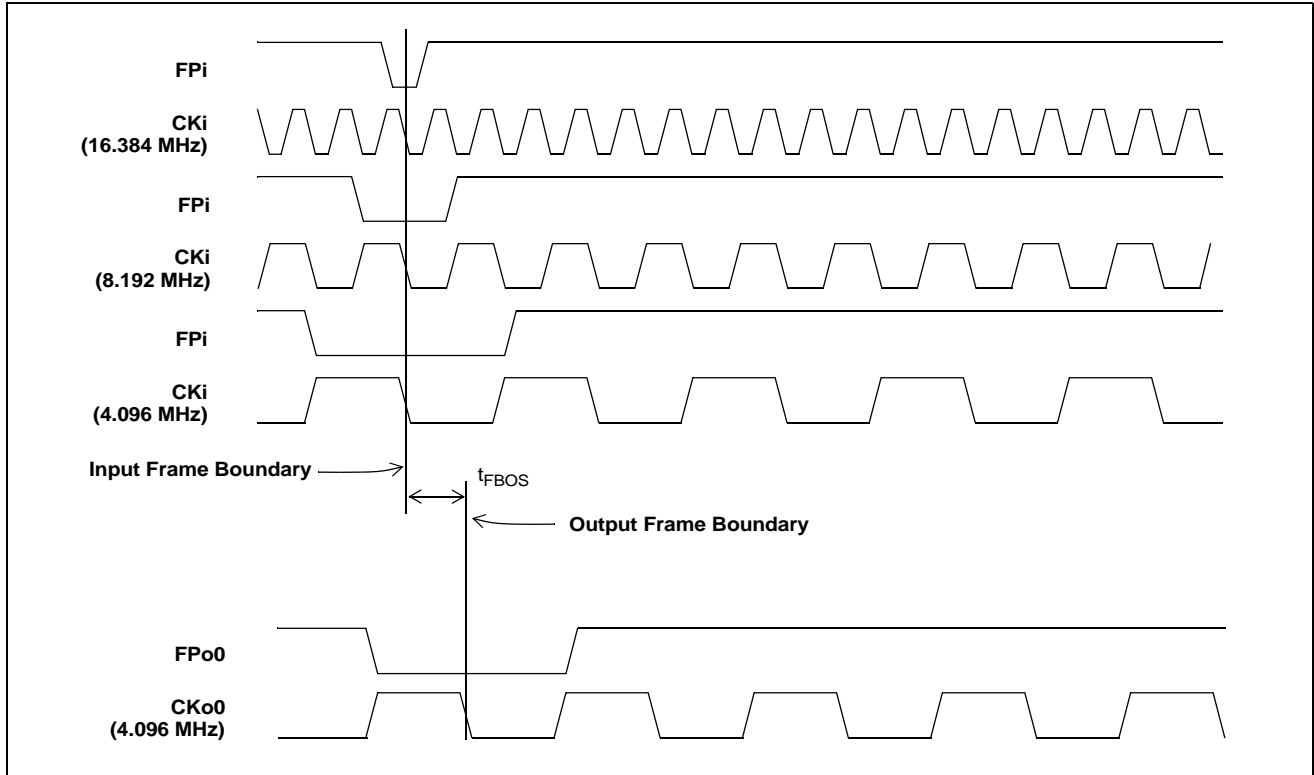 FPi
CKi
(16.384 MHz)
FPi
CKi
(8.192 MHz)
FPi
CKi
(4.096 MHz)
Input Frame Boundary
tFBOS
Output Frame Boundary
FPo0
CKo0
(4.096 MHz)